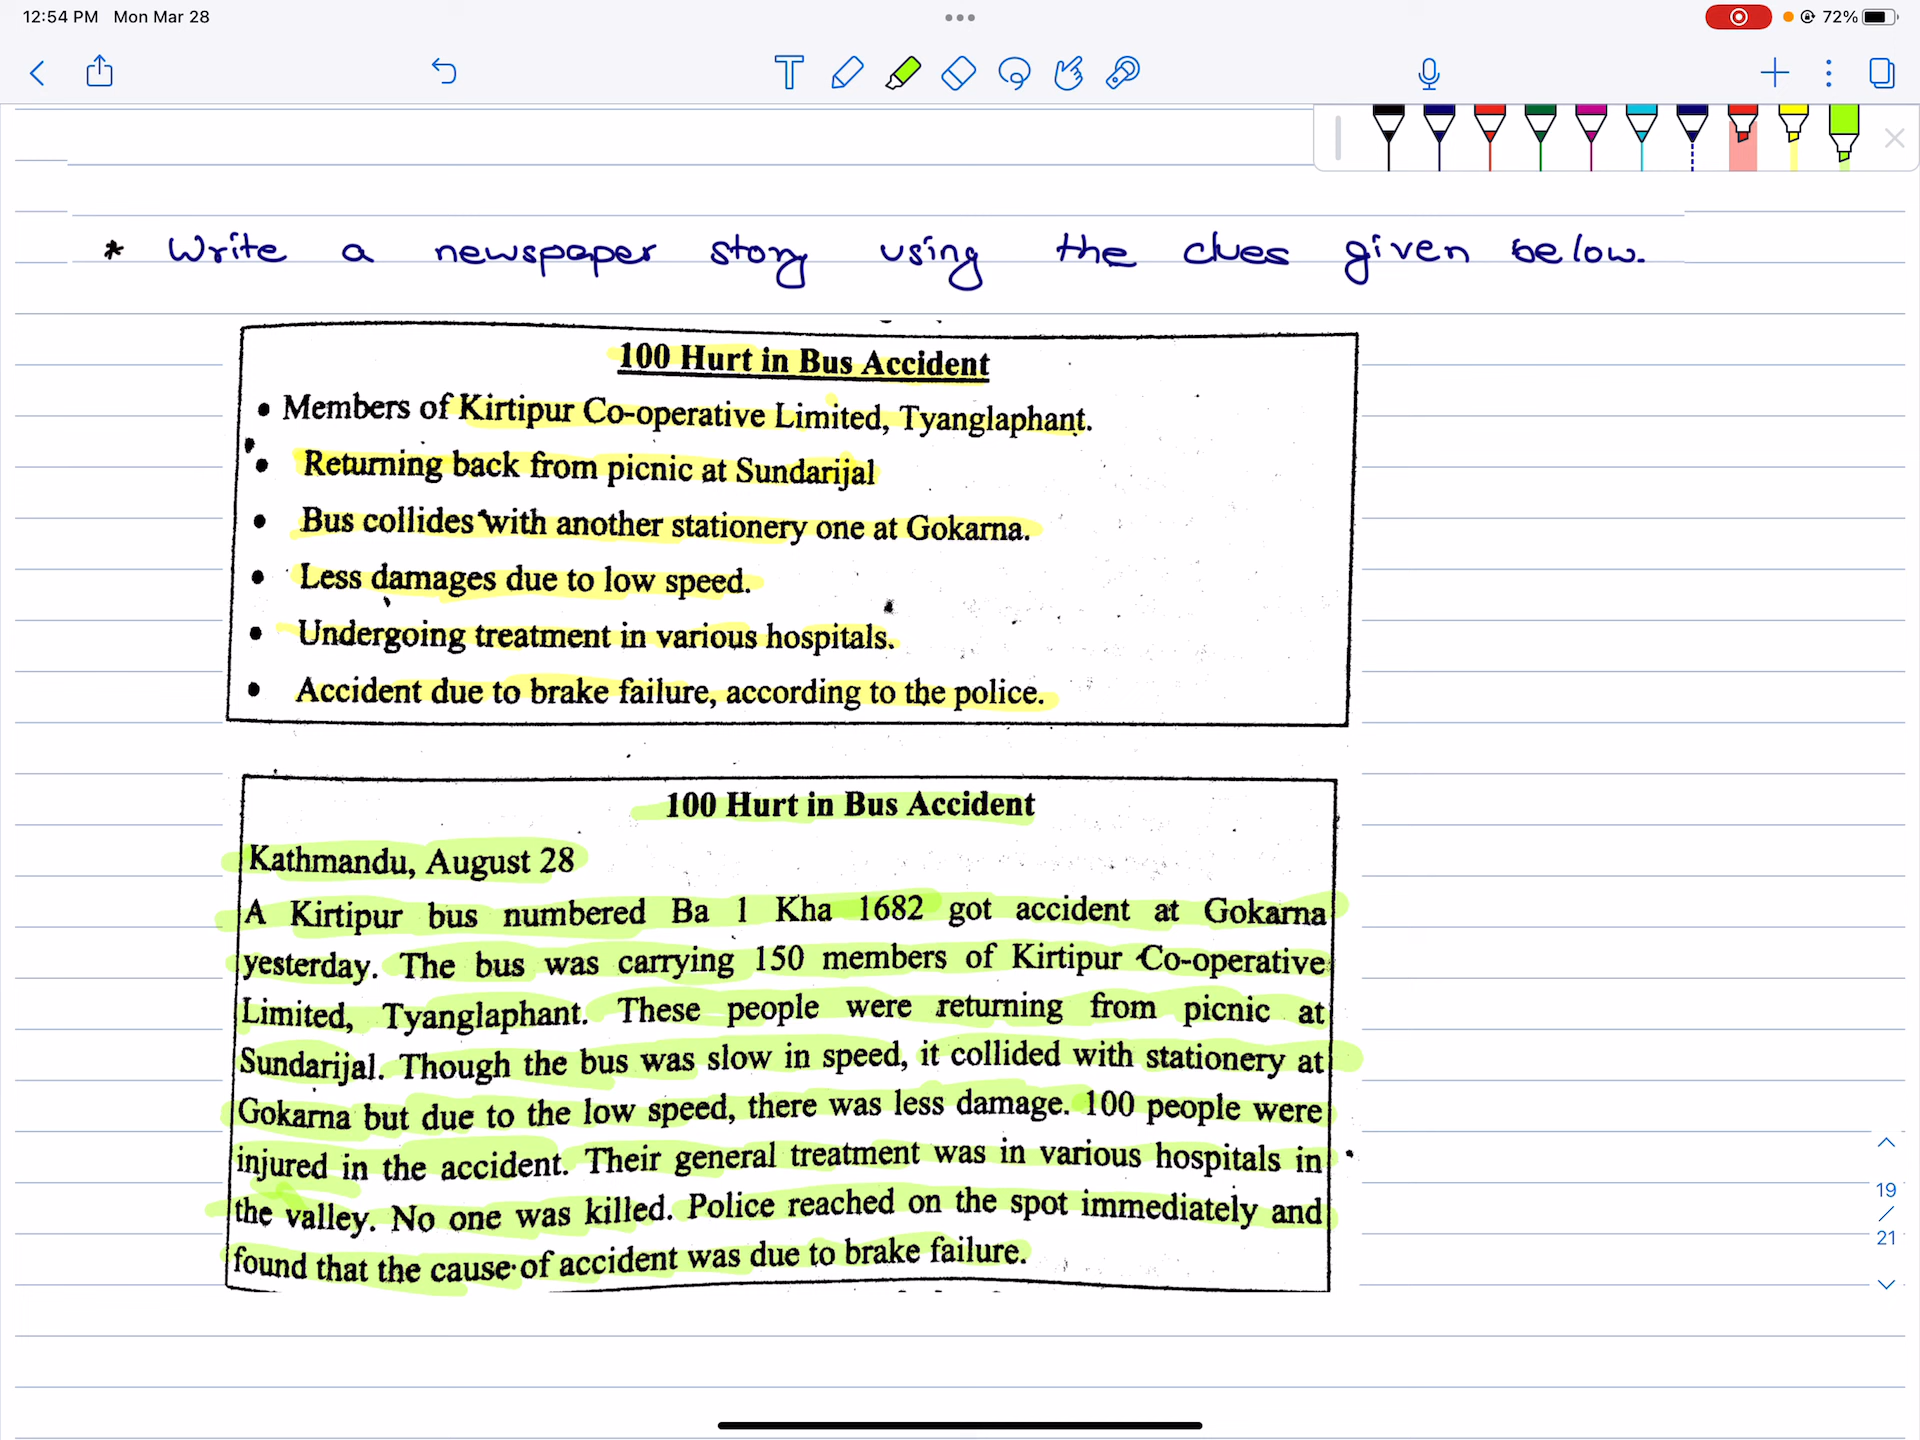 12:54 PM Mon Mar 28
72%
* Write a newspaper story using the clues given below.
100 Hurt in Bus Accident
• Members of Kirtipur Co-operative Limited, Tyanglaphant.
• Returning back from picnic at Sundarijal
• Bus collides with another stationery one at Gokarna.
• Less damages due to low speed.
• Undergoing treatment in various hospitals.
• Accident due to brake failure, according to the police.
100 Hurt in Bus Accident
Kathmandu, August 28
A Kirtipur bus numbered Ba 1 Kha 1682 got accident at Gokarna
yesterday. The bus was carrying 150 members of Kirtipur Co-operative
Limited, Tyanglaphant. These people were returning from picnic at
Sundarijal. Though the bus was slow in speed, it collided with stationery at
Gokarna but due to the low speed, there was less damage. 100 people were
injured in the accident. Their general treatment was in various hospitals in
the valley. No one was killed. Police reached on the spot immediately and
found that the cause of accident was due to brake failure.
19
/
21